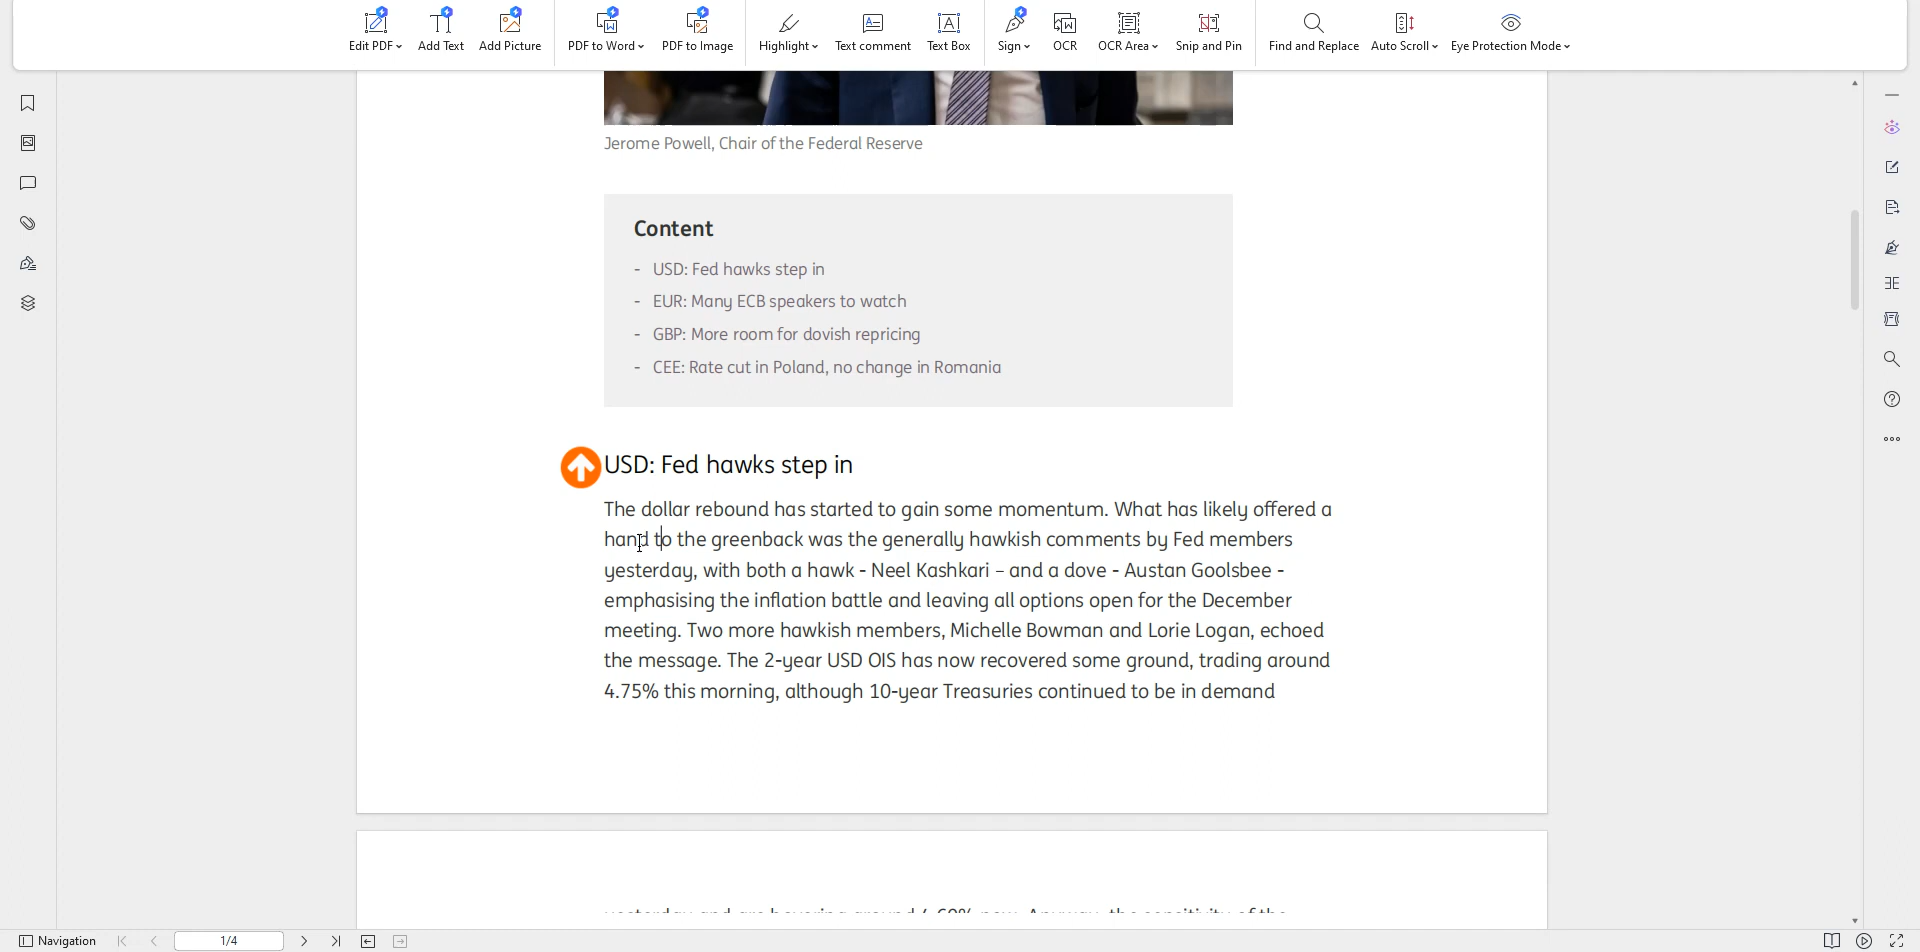 Edit PDF
Add Text
Add Picture
PDF to Word
PDF to Image
Highlight
Text comment
Text Box
Sign
OCR
OCR Area
Snip and Pin
Find and Replace
Auto Scroll
Eye Protection Mode
Jerome Powell, Chair of the Federal Reserve
Content
- USD: Fed hawks step in
- EUR: Many ECB speakers to watch
- GBP: More room for dovish repricing
- CEE: Rate cut in Poland, no change in Romania
USD: Fed hawks step in
The dollar rebound has started to gain some momentum. What has likely offered a
hand to the greenback was the generally hawkish comments by Fed members
yesterday, with both a hawk - Neel Kashkari – and a dove - Austan Goolsbee -
emphasising the inflation battle and leaving all options open for the December
meeting. Two more hawkish members, Michelle Bowman and Lorie Logan, echoed
the message. The 2-year USD OIS has now recovered some ground, trading around
4.75% this morning, although 10-year Treasuries continued to be in demand
Navigation
1/4